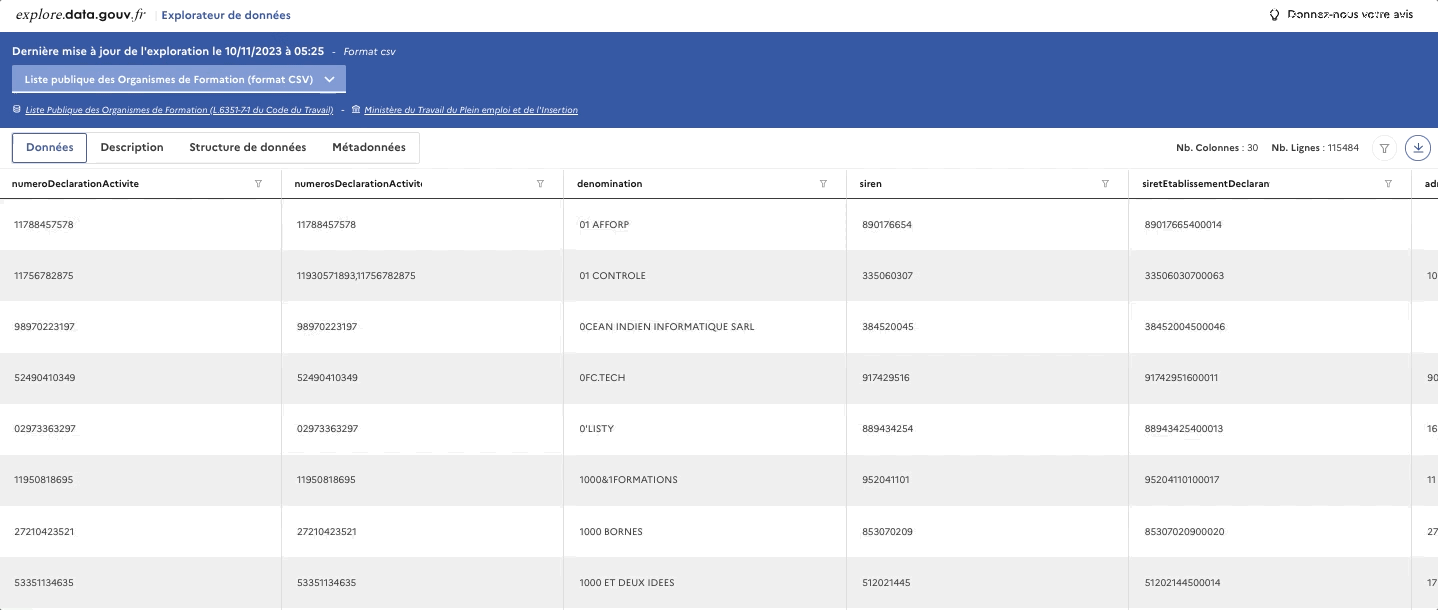 explore.data.gouv.fr Explorateur de données Donnez-nous votre avis
Dernière mise à jour de l'exploration le 10/11/2023 à 05:25 - Format csv
Liste publique des Organismes de Formation (format CSV)
Liste Publique des Organismes de Formation (L.6351-7-1 du Code du Travail) - Ministère du Travail du Plein emploi et de l'Insertion
Données Description Structure de données Métadonnées Nb. Colonnes : 30 Nb. Lignes : 115484
numeroDeclarationActivite numerosDeclarationActivit denomination siren siretEtablissementDeclaran adr
11788457578 11788457578 01 AFFORP 890176654 89017665400014
11756782875 11930571893,11756782875 01 CONTROLE 335060307 33506030700063 10
98970223197 98970223197 0CEAN INDIEN INFORMATIQUE SARL 384520045 38452004500046
52490410349 52490410349 0FC.TECH 917429516 91742951600011 90
02973363297 02973363297 0'LISTY 889434254 88943425400013 16
11950818695 11950818695 1000&1FORMATIONS 952041101 95204110100017 11
27210423521 27210423521 1000 BORNES 853070209 85307020900020 27
53351134635 53351134635 1000 ET DEUX IDEES 512021445 51202144500014 17